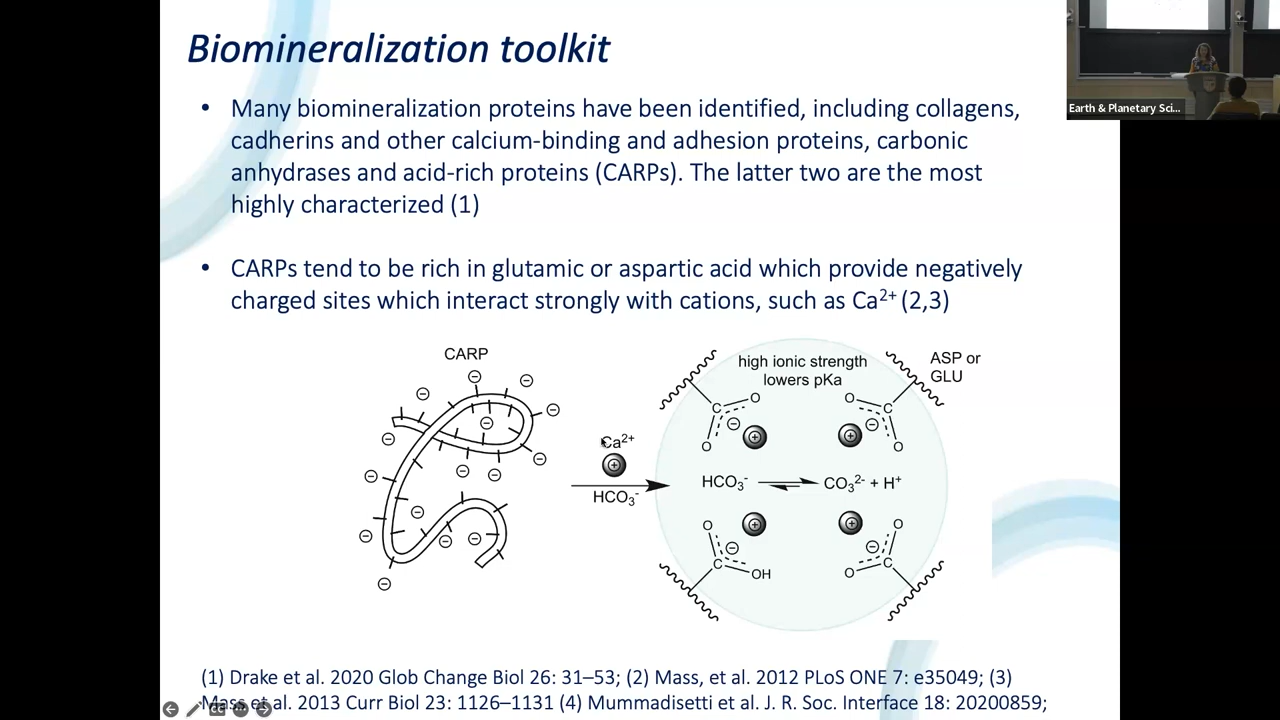 Biomineralization toolkit
Earth & Planetary Sci...
• Many biomineralization proteins have been identified, including collagens,
cadherins and other calcium-binding and adhesion proteins, carbonic
anhydrases and acid-rich proteins (CARPs). The latter two are the most
highly characterized (1)
• CARPs tend to be rich in glutamic or aspartic acid which provide negatively
charged sites which interact strongly with cations, such as Ca²⁺ (2,3)
CARP
Ca²⁺
HCO₃⁻
high ionic strength
lowers pKa
ASP or
GLU
C O O
O C O
HCO₃⁻ CO₃²⁻ + H⁺
O C OH
O C O
(1) Drake et al. 2020 Glob Change Biol 26: 31–53; (2) Mass, et al. 2012 PLoS ONE 7: e35049; (3)
Mass et al. 2013 Curr Biol 23: 1126–1131 (4) Mummadisetti et al. J. R. Soc. Interface 18: 20200859;